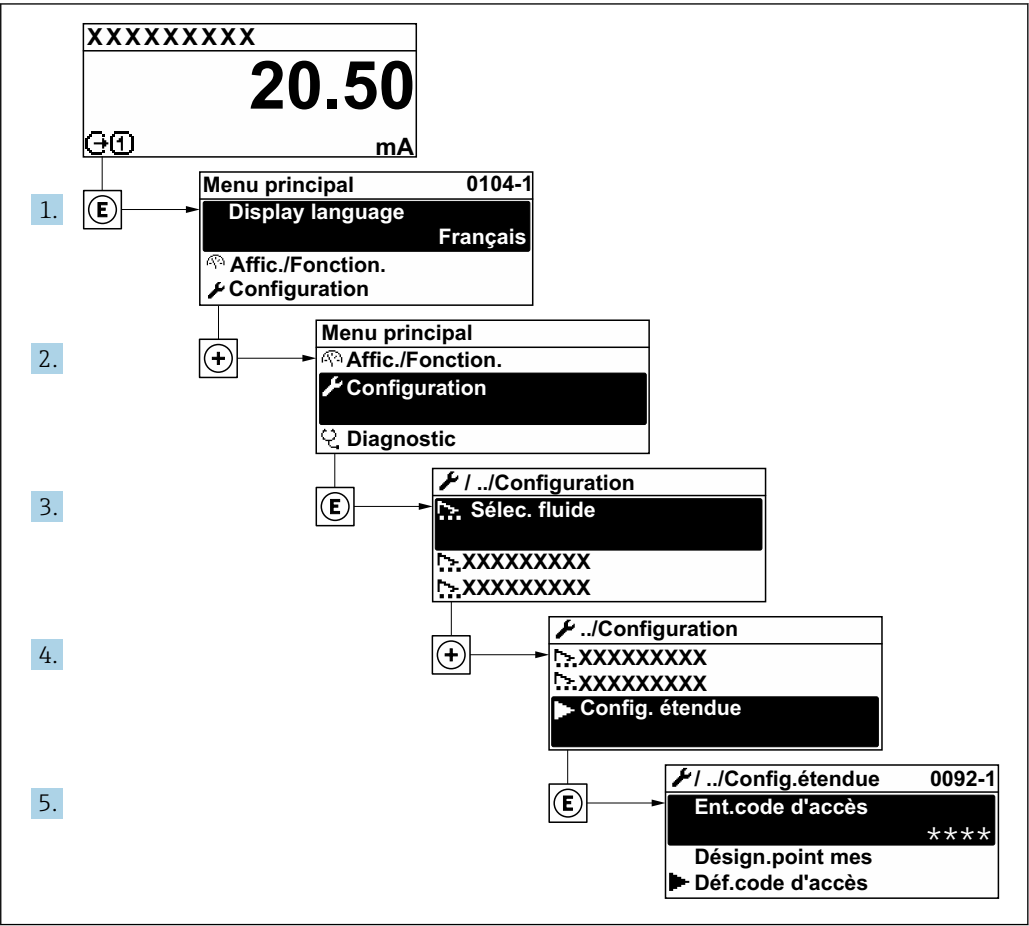 XXXXXXXXX
20.50
1
mA
1.
E
Menu principal 0104-1
Display language
Français
Affic./Fonction.
Configuration
2.
+
Menu principal
Affic./Fonction.
Configuration
Diagnostic
3.
E
/ ../Configuration
Sélec. fluide
XXXXXXXXX
XXXXXXXXX
4.
+
../Configuration
XXXXXXXXX
XXXXXXXXX
Config. étendue
5.
E
/ ../Config.étendue 0092-1
Ent.code d'accès
****
Désign.point mes
Déf.code d'accès